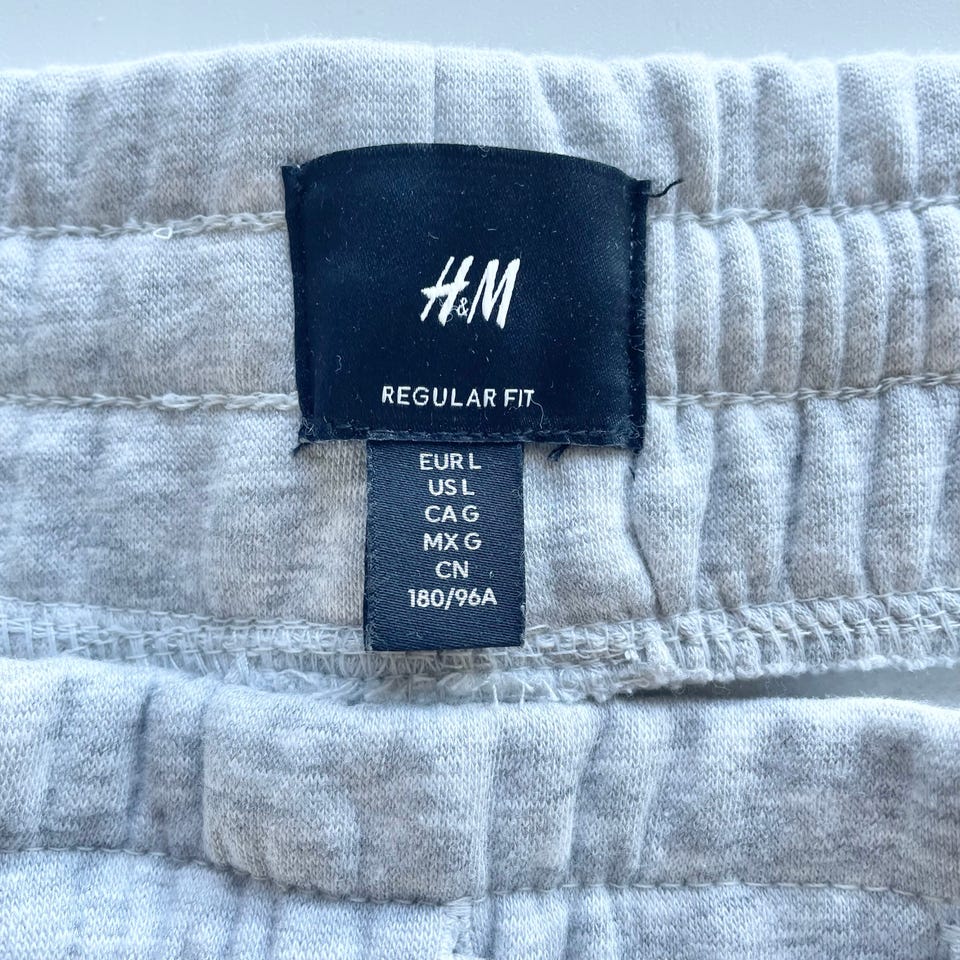 H&M
REGULAR FIT
EUR L
US L
CA G
MX G
CN
180/96A